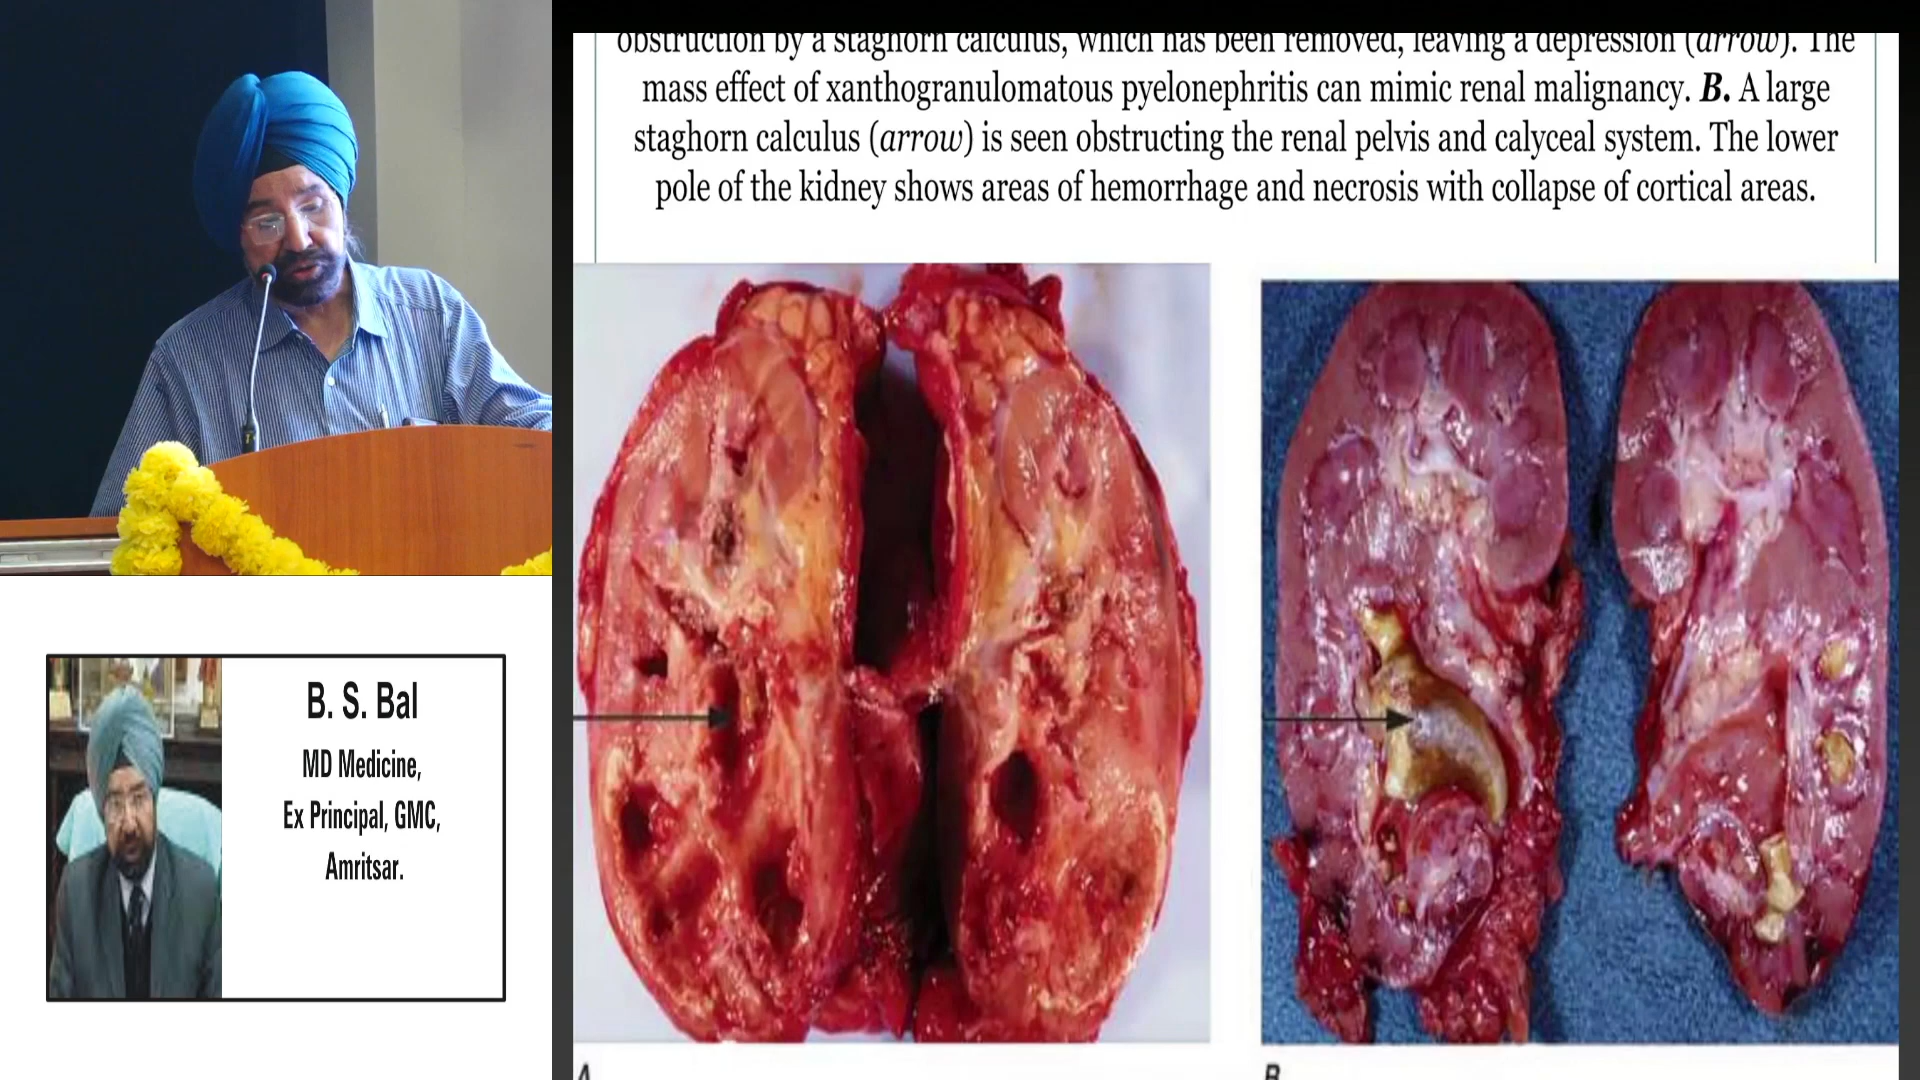 obstruction by a staghorn calculus, which has been removed, leaving a depression (arrow). The
mass effect of xanthogranulomatous pyelonephritis can mimic renal malignancy. B. A large
staghorn calculus (arrow) is seen obstructing the renal pelvis and calyceal system. The lower
pole of the kidney shows areas of hemorrhage and necrosis with collapse of cortical areas.
A
B
B. S. Bal
MD Medicine,
Ex Principal, GMC,
Amritsar.